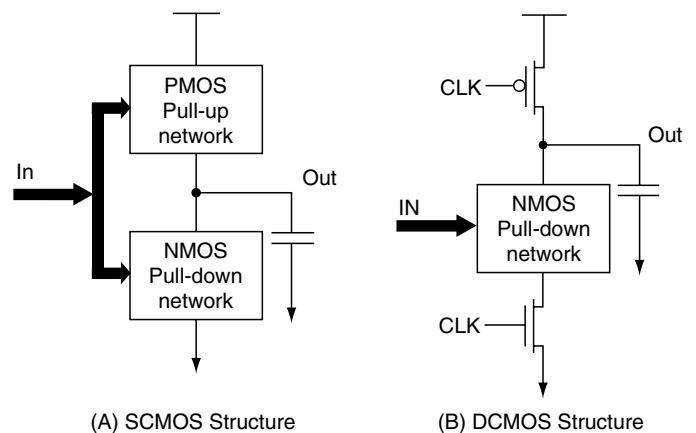 PMOS
Pull-up
network
In
Out
NMOS
Pull-down
network
(A) SCMOS Structure
CLK
Out
IN
NMOS
Pull-down
network
CLK
(B) DCMOS Structure